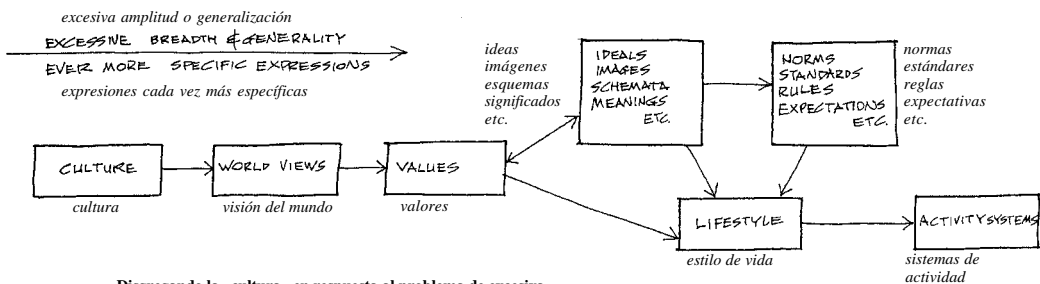 excesiva amplitud o generalización
EXCESSIVE BREADTH & GENERALITY
EVER MORE SPECIFIC EXPRESSIONS
expresiones cada vez más específicas
ideas
imágenes
esquemas
significados
etc.
IDEALS
IMAGES
SCHEMATA
MEANINGS
ETC.
NORMS
STANDARDS
RULES
EXPECTATIONS
ETC.
normas
estándares
reglas
expectativas
etc.
CULTURE
cultura
WORLD VIEWS
visión del mundo
VALUES
valores
LIFESTYLE
estilo de vida
ACTIVITY SYSTEMS
sistemas de
actividad